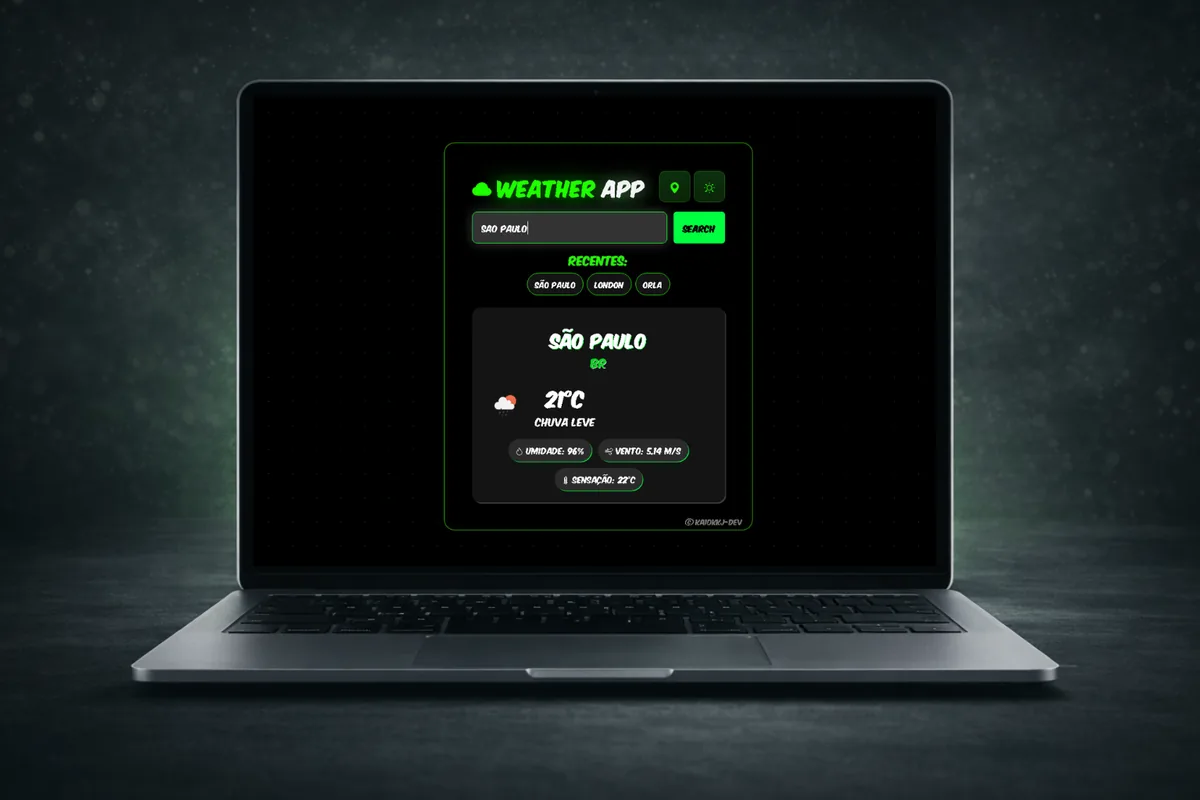 WEATHER APP
SAO PAULO
SEARCH
RECENTES:
SÃO PAULO LONDON ORLA
SÃO PAULO
BR
21°C
CHUVA LEVE
UMIDADE: 96% VENTO: 5.14 M/S
SENSAÇÃO: 22°C
© KAIOKKJ-DEV